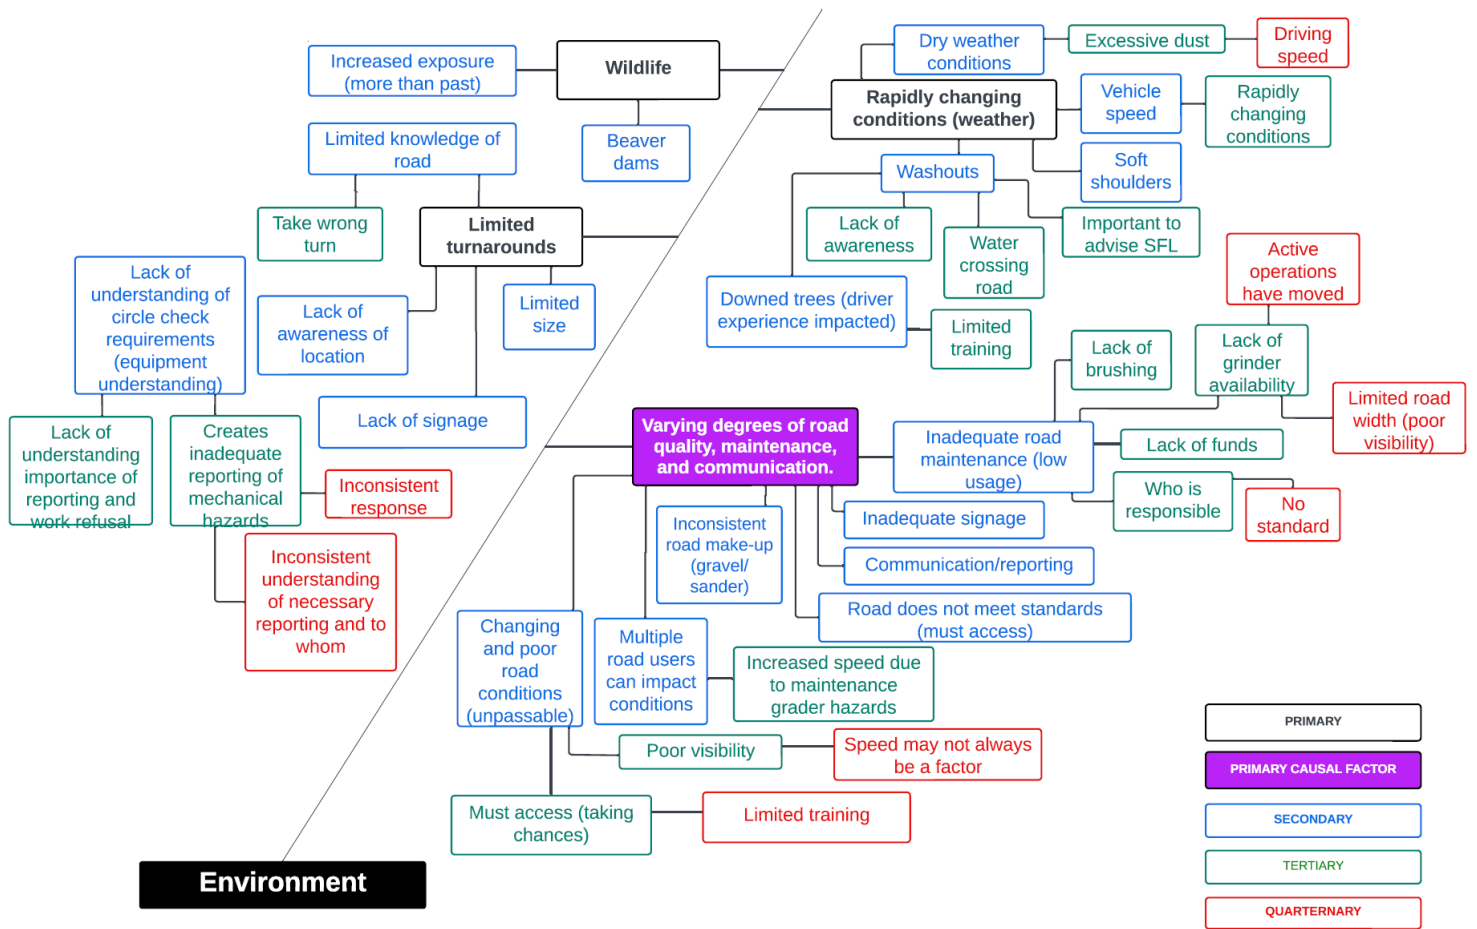 Increased exposure
(more than past)
Wildlife
Beaver
dams
Limited knowledge of
road
Take wrong
turn
Limited
turnarounds
Lack of
understanding of
circle check
requirements
(equipment
understanding)
Lack of
awareness of
location
Limited
size
Lack of signage
Lack of
understanding
importance of
reporting and
work refusal
Creates
inadequate
reporting of
mechanical
hazards
Inconsistent
response
Inconsistent
understanding
of necessary
reporting and to
whom
Dry weather
conditions
Excessive dust
Driving
speed
Rapidly changing
conditions (weather)
Vehicle
speed
Rapidly
changing
conditions
Soft
shoulders
Washouts
Lack of
awareness
Water
crossing
road
Important to
advise SFL
Downed trees (driver
experience impacted)
Limited
training
Active
operations
have moved
Lack of
brushing
Lack of
grinder
availability
Limited road
width (poor
visibility)
Varying degrees of road
quality, maintenance,
and communication.
Inadequate road
maintenance (low
usage)
Lack of funds
Who is
responsible
No
standard
Inconsistent
road make-up
(gravel/
sander)
Inadequate signage
Communication/reporting
Road does not meet standards
(must access)
Changing
and poor
road
conditions
(unpassable)
Multiple
road users
can impact
conditions
Increased speed due
to maintenance
grader hazards
Poor visibility
Speed may not always
be a factor
Must access (taking
chances)
Limited training
Environment
PRIMARY
PRIMARY CAUSAL FACTOR
SECONDARY
TERTIARY
QUARTERNARY